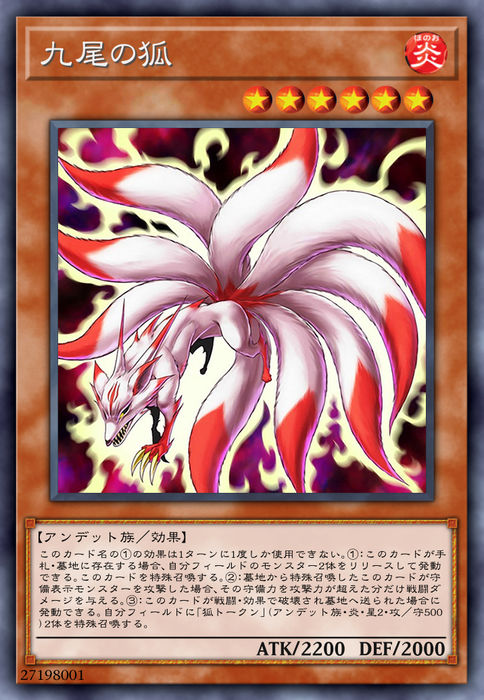 九尾の狐
ほのお
炎
【アンデット族／効果】
このカード名の①の効果は1ターンに1度しか使用できない。①：このカードが手
札・墓地に存在する場合、自分フィールドのモンスター2体をリリースして発動
できる。このカードを特殊召喚する。②：墓地から特殊召喚したこのカードが守
備表示モンスターを攻撃した場合、その守備力を攻撃力が超えた分だけ戦闘ダ
メージを与える。③：このカードが戦闘・効果で破壊され墓地へ送られた場合に
発動できる。自分フィールドに「狐トークン」(アンデット族・炎・星2・攻／守500
)2体を特殊召喚する。
ATK/2200 DEF/2000
27198001